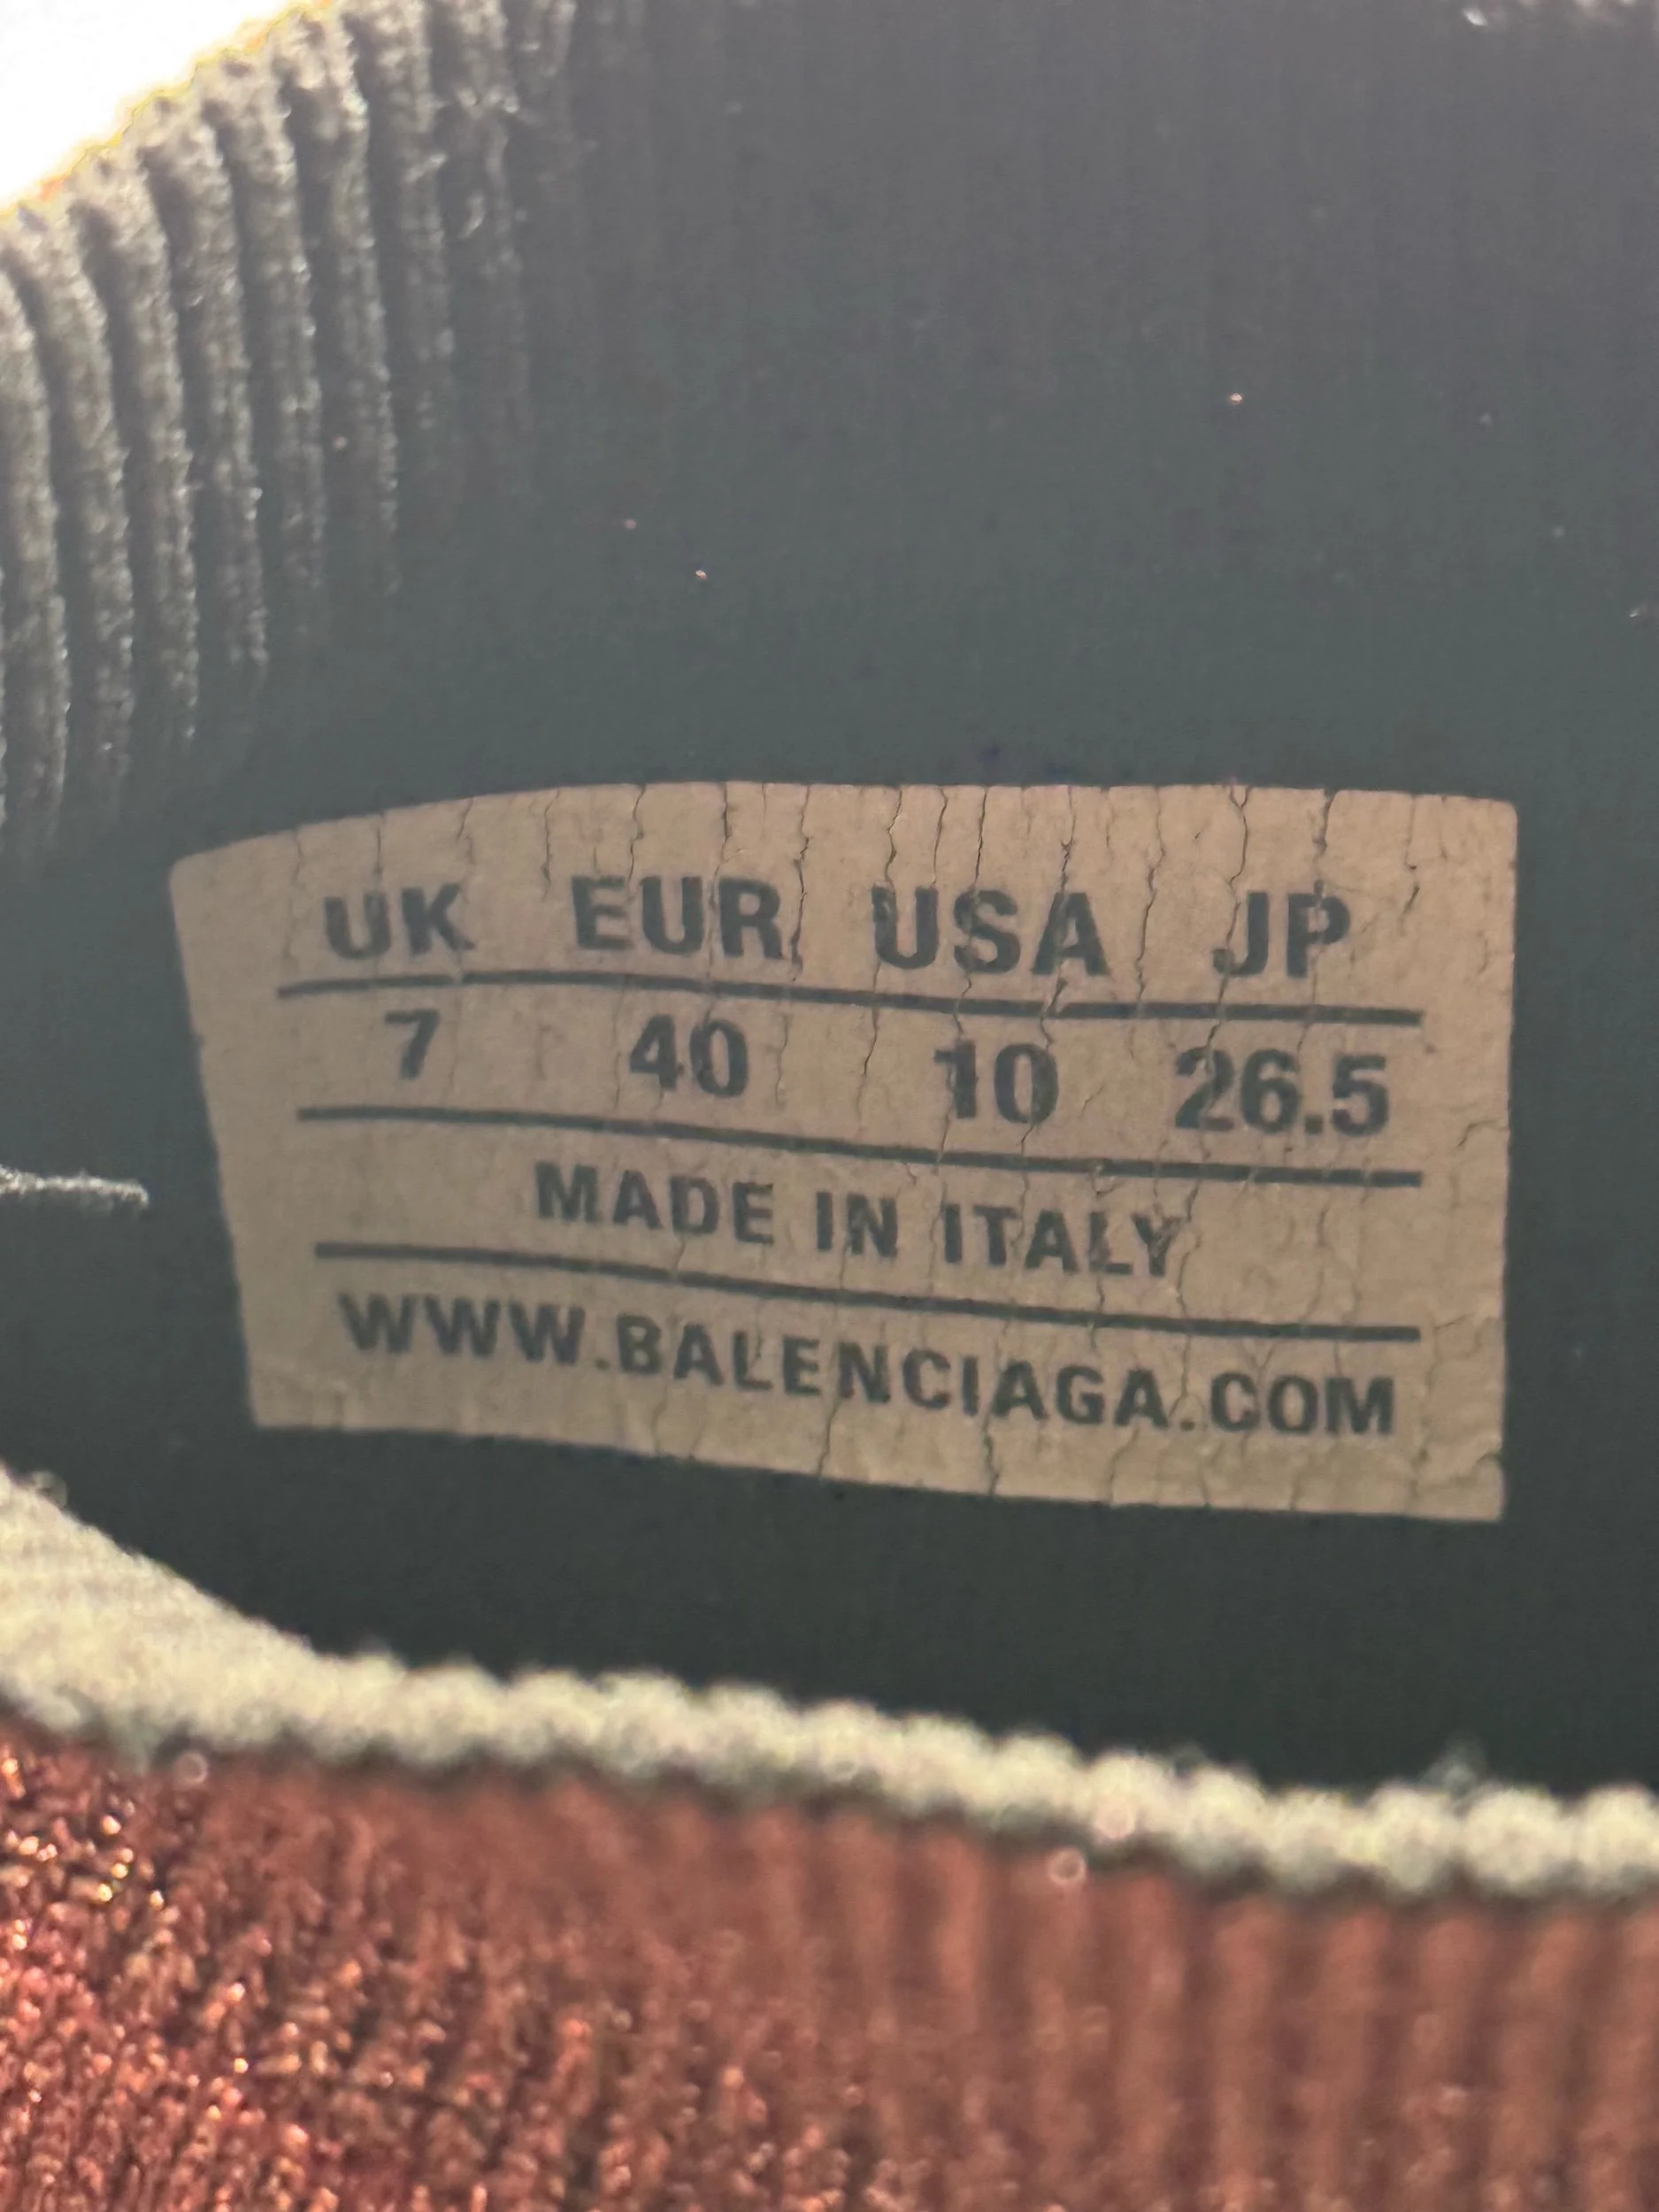 UK EUR USA JP
7 40 10 26.5
MADE IN ITALY
WWW.BALENCIAGA.COM